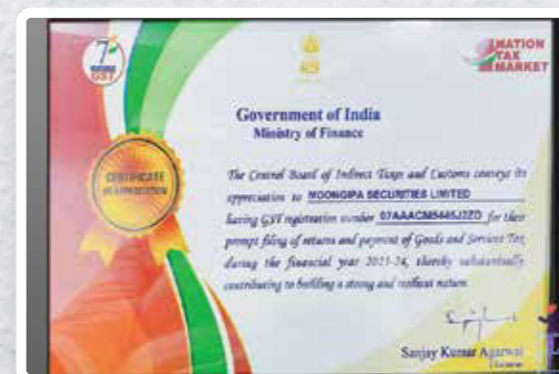 7
GST
NATION
TAX
MARKET
Government of India
Ministry of Finance
CERTIFICATE
OF APPRECIATION
The Central Board of Indirect Taxes and Customs conveys its
appreciation to MOONGIPA SECURITIES LIMITED
having GST registration number 07AAACM5445J2ZD for their
prompt filing of returns and payment of Goods and Services Tax
during the financial year 2023-24, thereby substantially
contributing to building a strong and resilient nation.
Sanjay Kumar Agarwal
Chairman